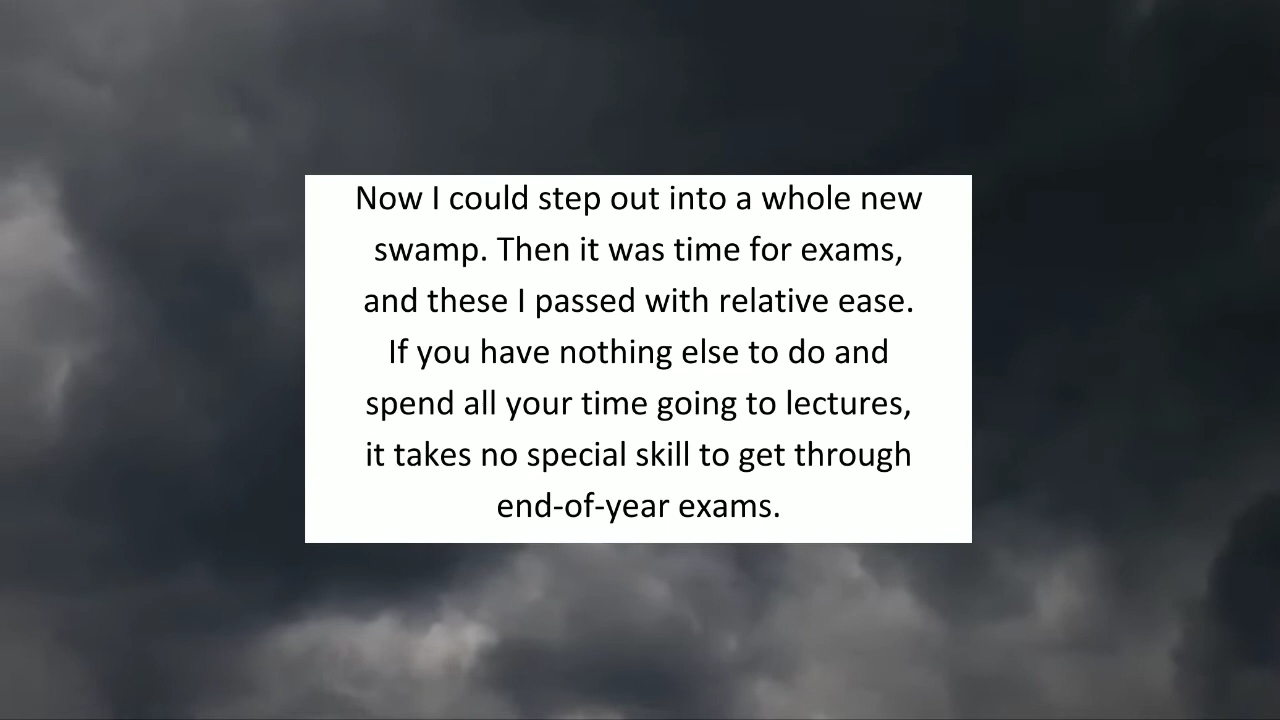 Now I could step out into a whole new
swamp. Then it was time for exams,
and these I passed with relative ease.
If you have nothing else to do and
spend all your time going to lectures,
it takes no special skill to get through
end-of-year exams.